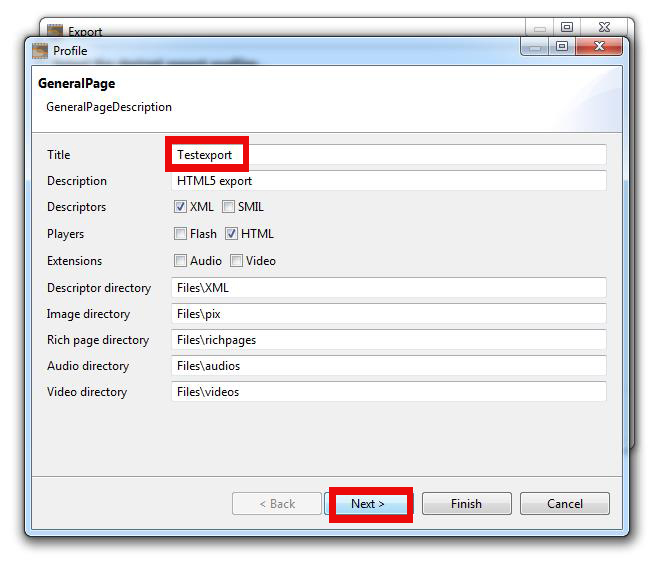 Export
Profile
GeneralPage
GeneralPageDescription
Title Testexport
Description HTML5 export
Descriptors XML SMIL
Players Flash HTML
Extensions Audio Video
Descriptor directory Files\XML
Image directory Files\pix
Rich page directory Files\richpages
Audio directory Files\audios
Video directory Files\videos
< Back Next > Finish Cancel